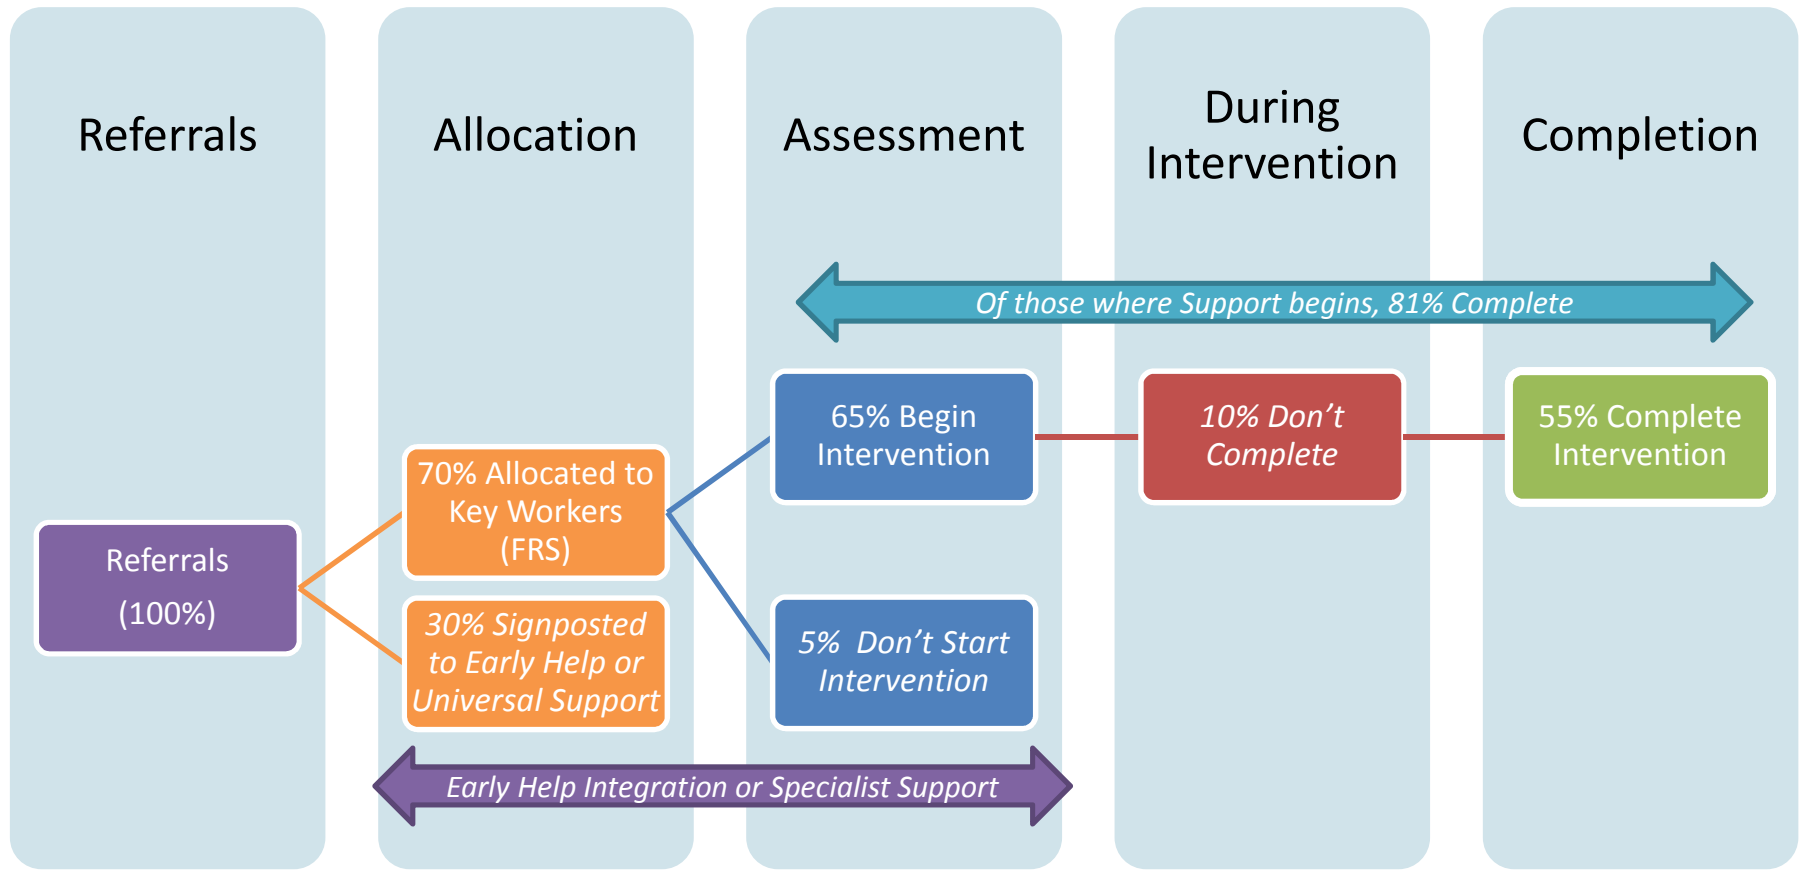 Referrals
Allocation
Assessment
During
Intervention
Completion
Of those where Support begins, 81% Complete
Referrals
(100%)
70% Allocated to
Key Workers
(FRS)
30% Signposted
to Early Help or
Universal Support
65% Begin
Intervention
5%  Don’t Start
Intervention
10% Don’t
Complete
55% Complete
Intervention
Early Help Integration or Specialist Support